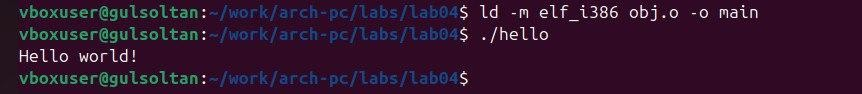 vboxuser@gulsoltan:~/work/arch-pc/labs/lab04$ ld -m elf_i386 obj.o -o main
vboxuser@gulsoltan:~/work/arch-pc/labs/lab04$ ./hello
Hello world!
vboxuser@gulsoltan:~/work/arch-pc/labs/lab04$